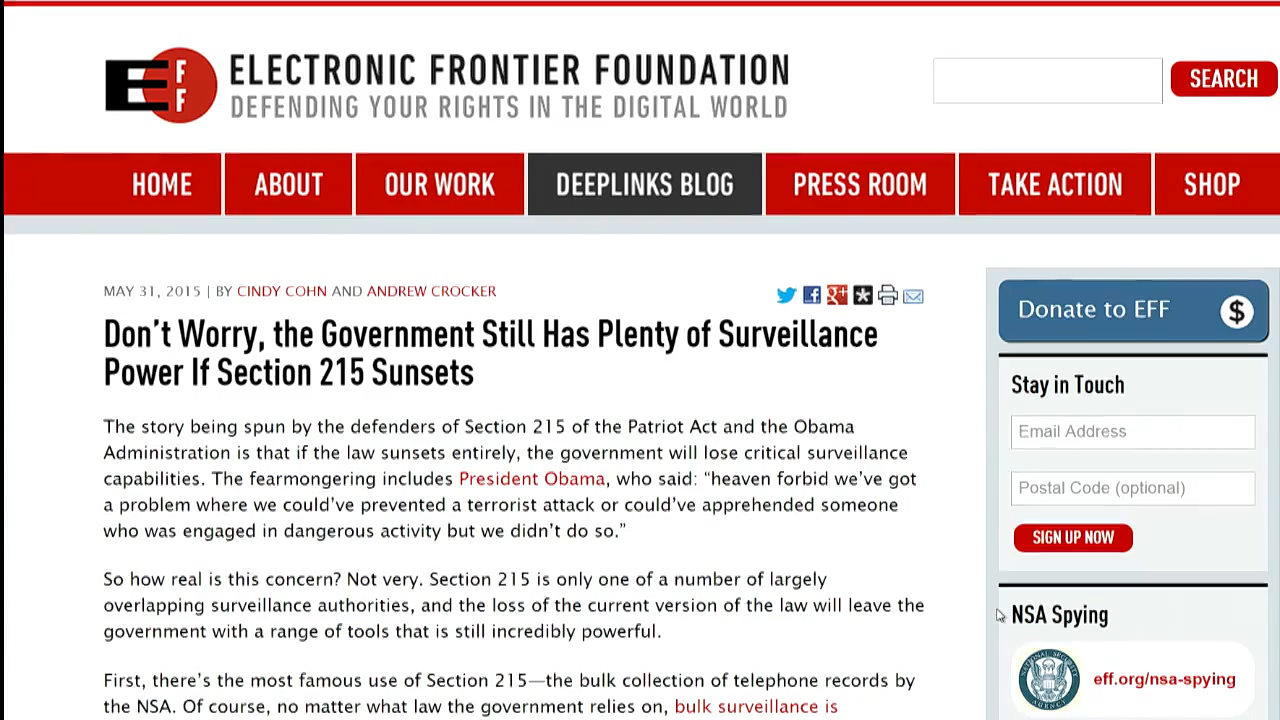 E
F
F
ELECTRONIC FRONTIER FOUNDATION
DEFENDING YOUR RIGHTS IN THE DIGITAL WORLD
SEARCH
HOME
ABOUT
OUR WORK
DEEPLINKS BLOG
PRESS ROOM
TAKE ACTION
SHOP
MAY 31, 2015 | BY CINDY COHN AND ANDREW CROCKER
Don’t Worry, the Government Still Has Plenty of Surveillance
Power If Section 215 Sunsets
The story being spun by the defenders of Section 215 of the Patriot Act and the Obama
Administration is that if the law sunsets entirely, the government will lose critical surveillance
capabilities. The fearmongering includes President Obama, who said: “heaven forbid we’ve got
a problem where we could’ve prevented a terrorist attack or could’ve apprehended someone
who was engaged in dangerous activity but we didn’t do so.”
So how real is this concern? Not very. Section 215 is only one of a number of largely
overlapping surveillance authorities, and the loss of the current version of the law will leave the
government with a range of tools that is still incredibly powerful.
First, there’s the most famous use of Section 215—the bulk collection of telephone records by
the NSA. Of course, no matter what law the government relies on, bulk surveillance is
Donate to EFF
$
Stay in Touch
Email Address
Postal Code (optional)
SIGN UP NOW
NSA Spying
eff.org/nsa-spying